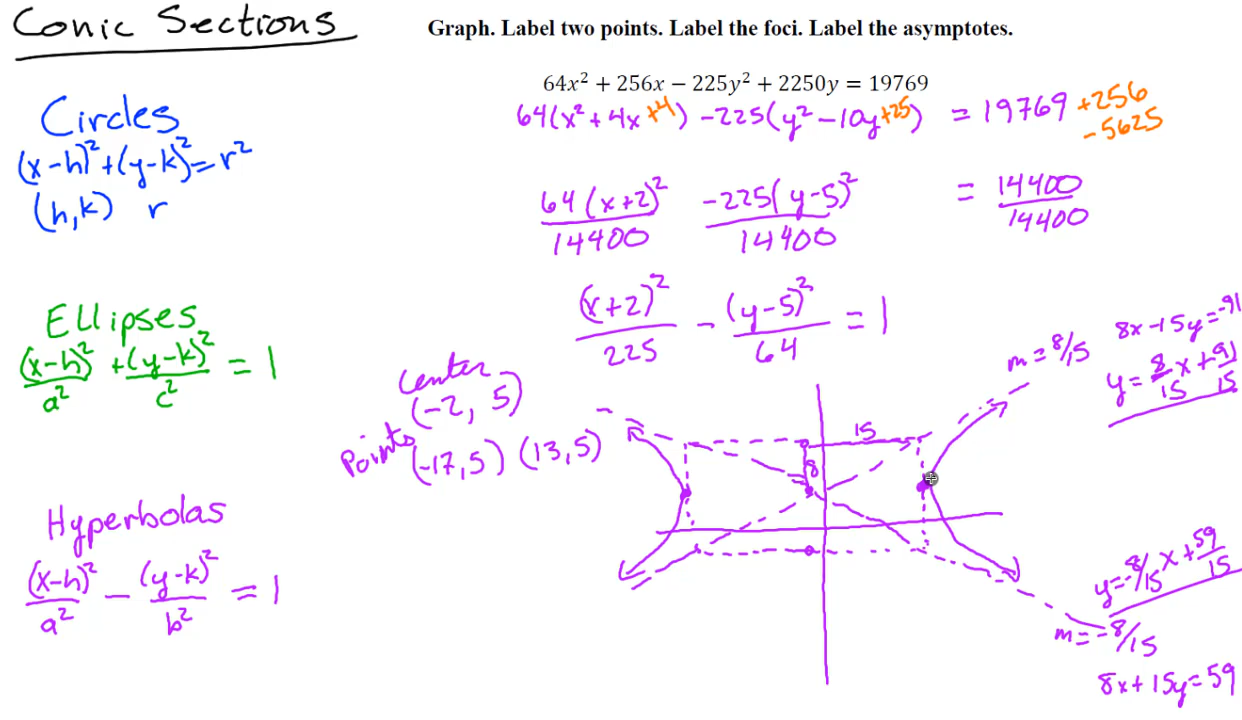 Conic Sections
Graph. Label two points. Label the foci. Label the asymptotes.
64x² + 256x − 225y² + 2250y = 19769
64(x² + 4x +4) −225(y² − 10y +25) = 19769 +256
−5625
64(x+2)²/14400 −225(y−5)²/14400 = 14400/14400
(x+2)²/225 − (y−5)²/64 = 1
Circles
(x−h)²+(y−k)²=r²
(h,k) r
Ellipses
(x−h)²/a² + (y−k)²/c² = 1
Hyperbolas
(x−h)²/a² − (y−k)²/b² = 1
Center
(−2, 5)
Points
(−17,5) (13,5)
15
8
m=8/15
8x−15y=−91
y=8/15x+91/15
y=−8/15x+59/15
m=−8/15
8x+15y=59